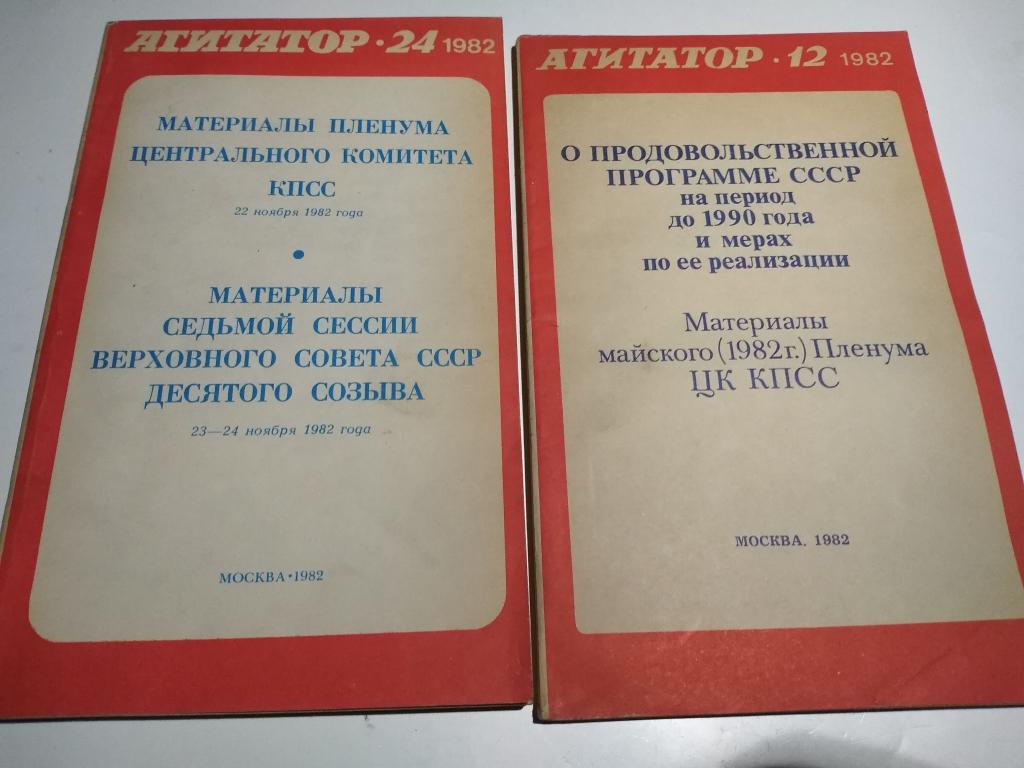 АГИТАТОР · 24 1982
МАТЕРИАЛЫ ПЛЕНУМА
ЦЕНТРАЛЬНОГО КОМИТЕТА
КПСС
22 ноября 1982 года
•
МАТЕРИАЛЫ
СЕДЬМОЙ СЕССИИ
ВЕРХОВНОГО СОВЕТА СССР
ДЕСЯТОГО СОЗЫВА
23—24 ноября 1982 года
МОСКВА • 1982
АГИТАТОР · 12 1982
О ПРОДОВОЛЬСТВЕННОЙ
ПРОГРАММЕ СССР
на период
до 1990 года
и мерах
по ее реализации
Материалы
майского (1982 г.) Пленума
ЦК КПСС
МОСКВА. 1982